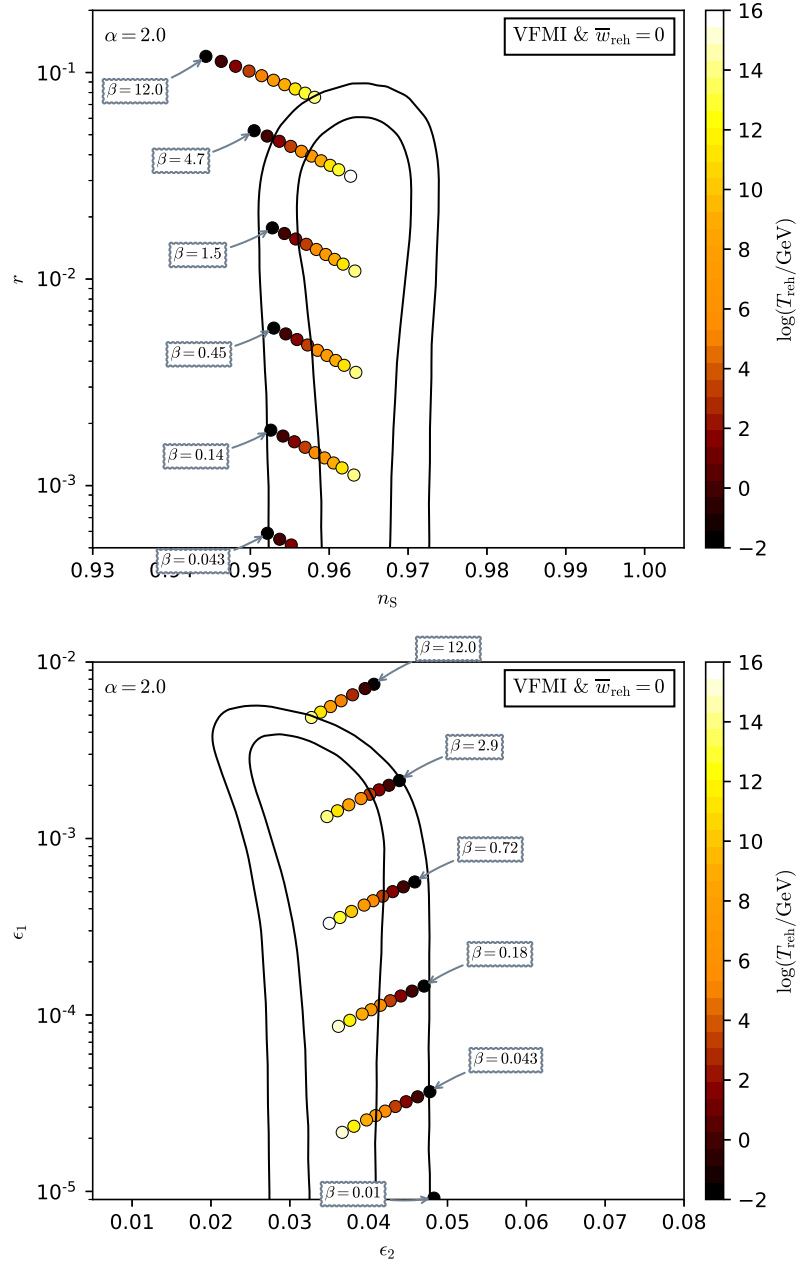 α = 2.0
VFMI & w̅reh = 0
β = 12.0
β = 4.7
β = 1.5
β = 0.45
β = 0.14
β = 0.043
10⁻¹
10⁻²
10⁻³
r
0.93
0.95
0.96
0.97
0.98
0.99
1.00
nS
16
14
12
10
8
6
4
2
0
−2
log(Treh/GeV)
α = 2.0
VFMI & w̅reh = 0
β = 12.0
β = 2.9
β = 0.72
β = 0.18
β = 0.043
β = 0.01
10⁻²
10⁻³
10⁻⁴
10⁻⁵
ϵ1
0.01
0.02
0.03
0.04
0.05
0.06
0.07
0.08
ϵ2
16
14
12
10
8
6
4
2
0
−2
log(Treh/GeV)